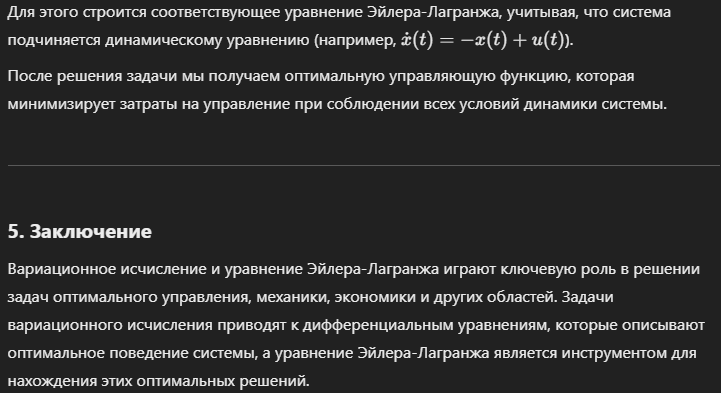 Для этого строится соответствующее уравнение Эйлера-Лагранжа, учитывая, что система
подчиняется динамическому уравнению (например, ẋ(t) = −x(t) + u(t)).
После решения задачи мы получаем оптимальную управляющую функцию, которая
минимизирует затраты на управление при соблюдении всех условий динамики системы.
5. Заключение
Вариационное исчисление и уравнение Эйлера-Лагранжа играют ключевую роль в решении
задач оптимального управления, механики, экономики и других областей. Задачи
вариационного исчисления приводят к дифференциальным уравнениям, которые описывают
оптимальное поведение системы, а уравнение Эйлера-Лагранжа является инструментом для
нахождения этих оптимальных решений.